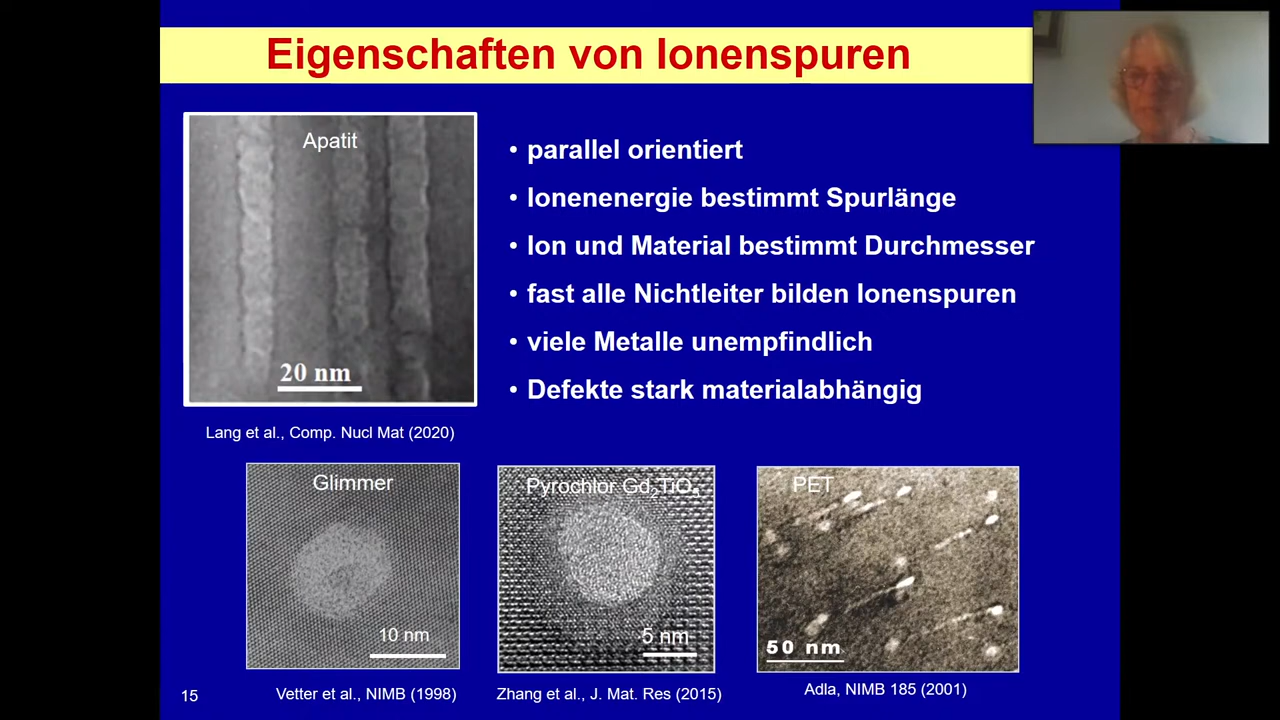 Eigenschaften von Ionenspuren
Apatit
20 nm
Lang et al., Comp. Nucl Mat (2020)
• parallel orientiert
• Ionenenergie bestimmt Spurlänge
• Ion und Material bestimmt Durchmesser
• fast alle Nichtleiter bilden Ionenspuren
• viele Metalle unempfindlich
• Defekte stark materialabhängig
Glimmer
10 nm
Vetter et al., NIMB (1998)
Pyrochlor Gd₂TiO₅
5 nm
Zhang et al., J. Mat. Res (2015)
PET
50 nm
Adla, NIMB 185 (2001)
15